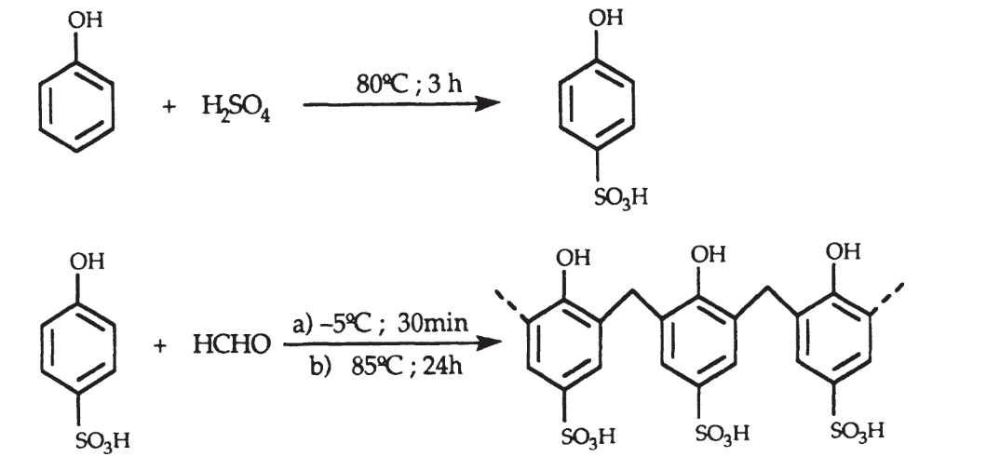 OH
OH
+ H₂SO₄ 80ºC ; 3 h
SO₃H
OH
OH OH OH
+ HCHO a) –5ºC ; 30min
b) 85ºC ; 24h
SO₃H
SO₃H SO₃H SO₃H